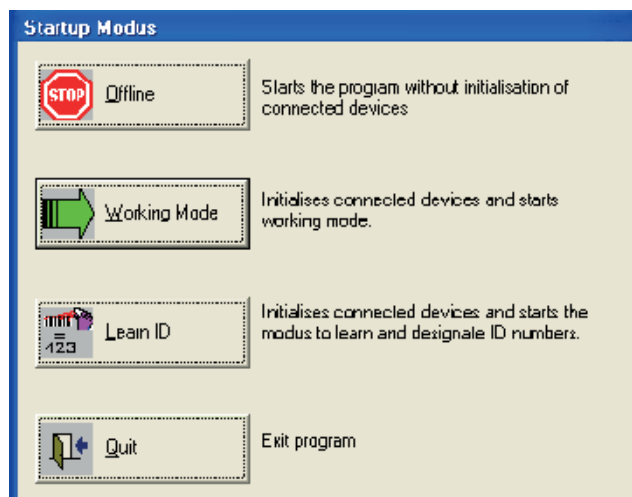 Startup Modus
STOP
Offline
Starts the program without initialisation of
connected devices
Working Mode
Initialises connected devices and starts
working mode.
=
123
Learn ID
Initialises connected devices and starts the
modus to learn and designate ID numbers.
Quit
Exit program